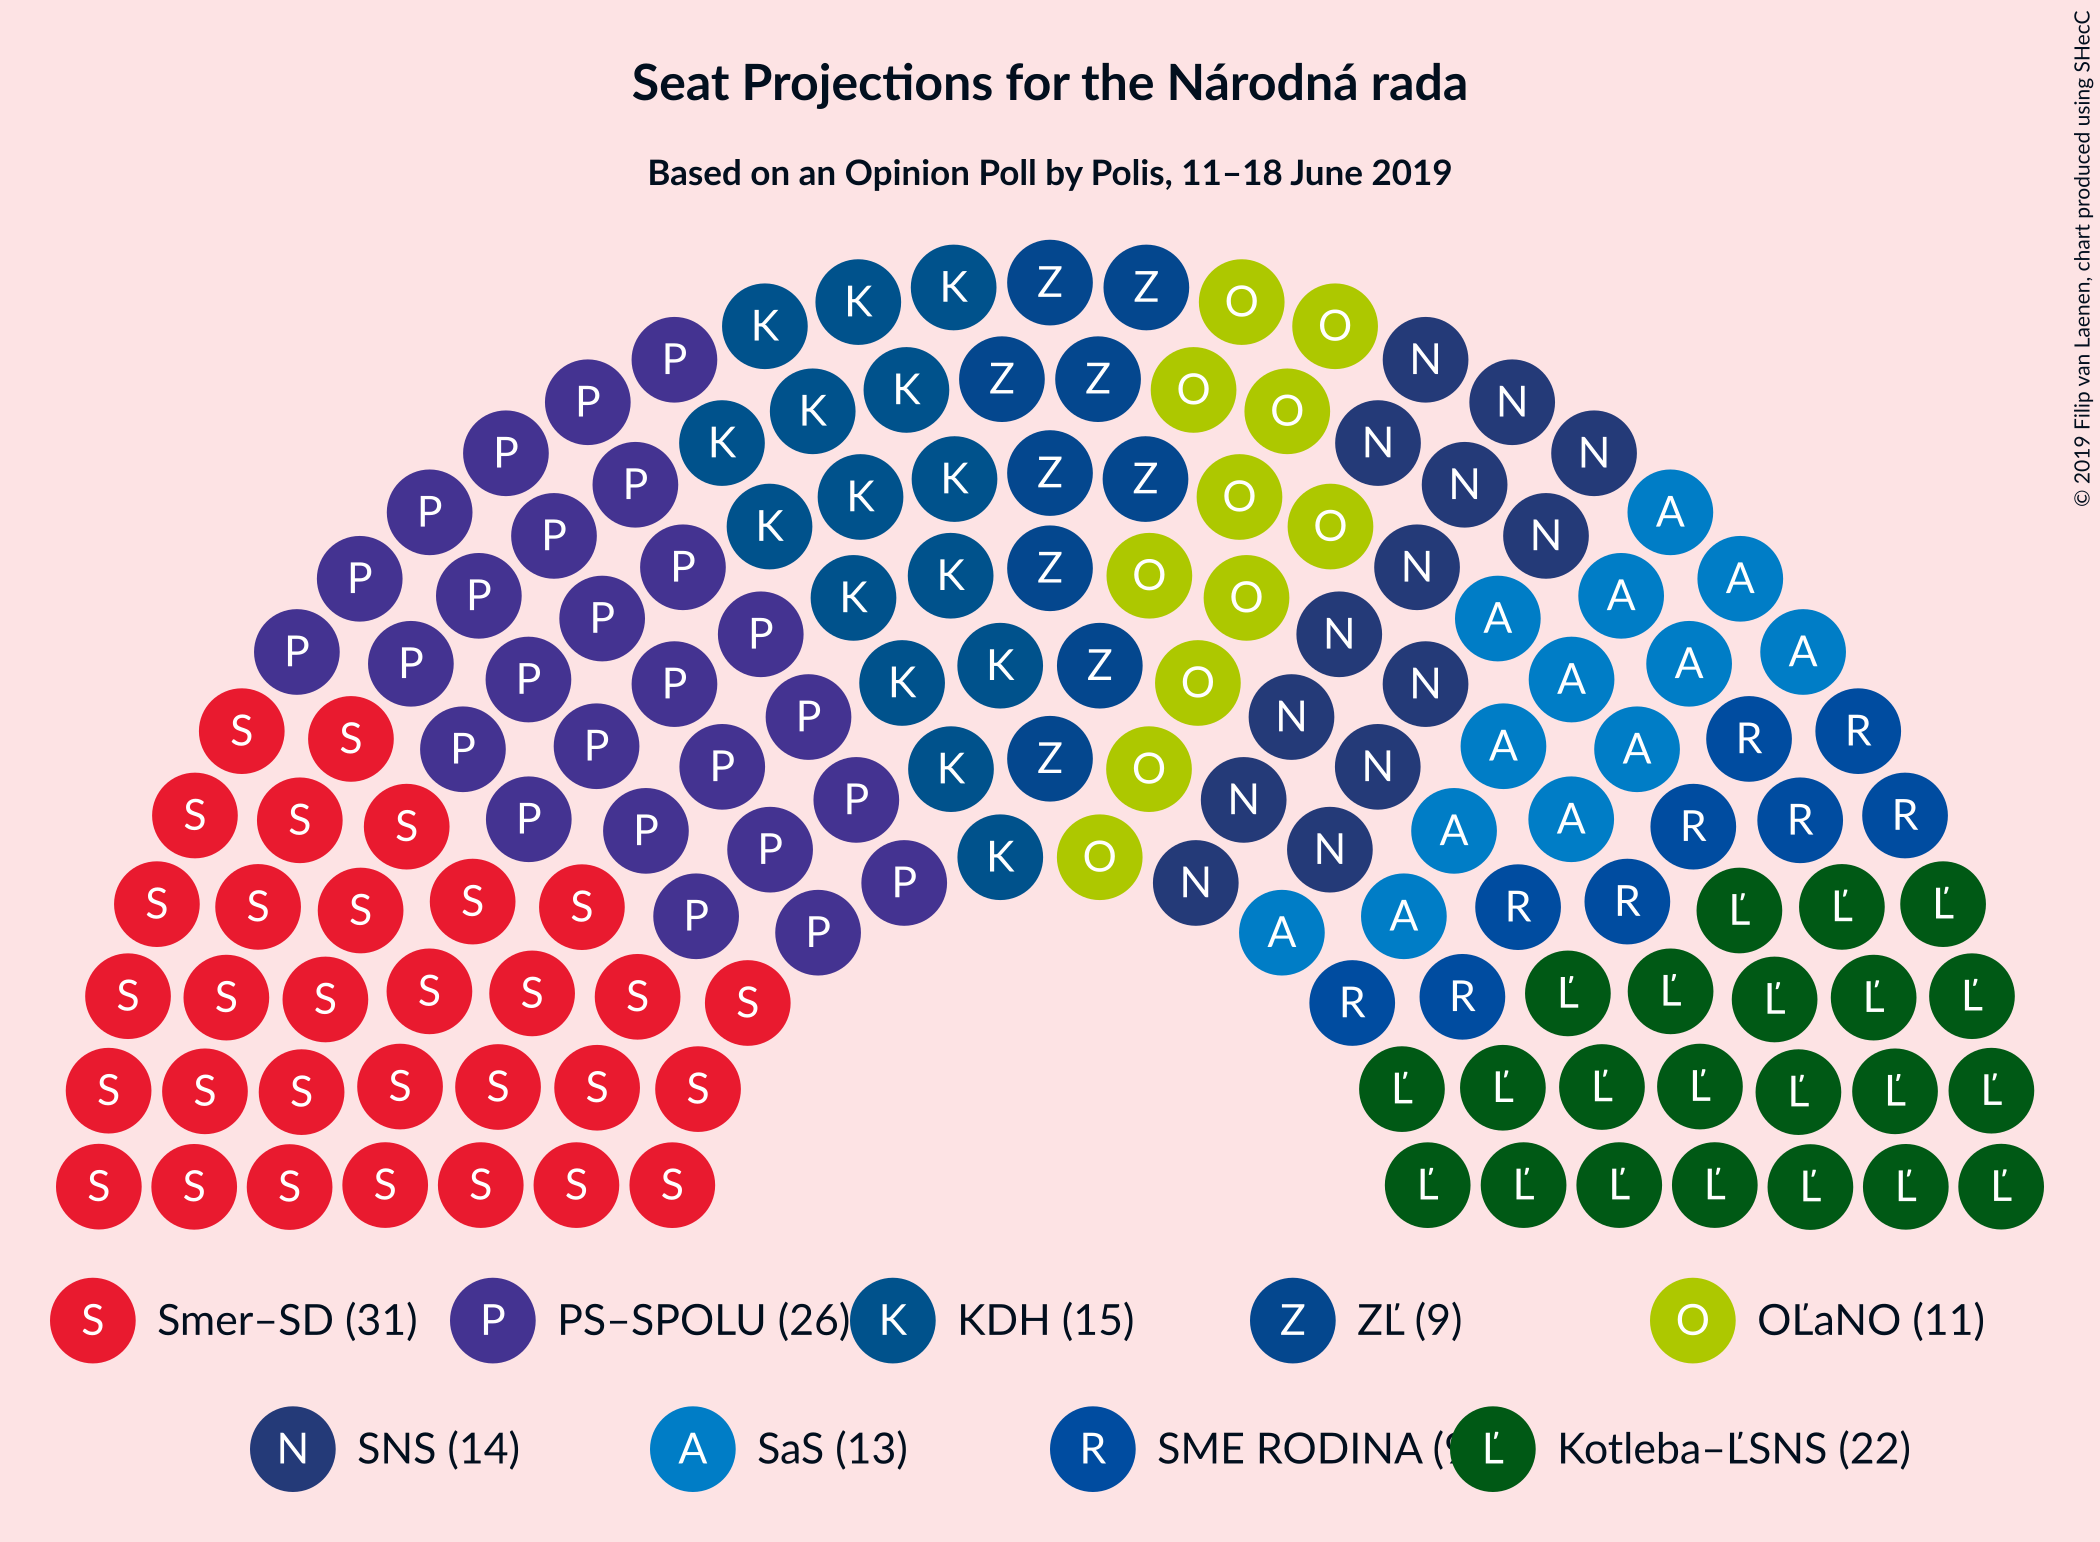 Seat Projections for the Národná rada
Based on an Opinion Poll by Polis, 11–18 June 2019
© 2019 Filip van Laenen, chart produced using SHecC
K K K Z Z O O
P P K K Z Z O O N N
P P K K K Z Z O N N N
P P K O N A
P P P P K K Z O O N A A A
P P P P P K K Z O N N A A A
S S P P P P K Z O N N A A R R
S S S P P P P K O N N A A R R R
S S S S S P P P N A A R R Ľ Ľ Ľ
S S S S S S S R R Ľ Ľ Ľ Ľ Ľ
S S S S S S S Ľ Ľ Ľ Ľ Ľ Ľ Ľ
S S S S S S S Ľ Ľ Ľ Ľ Ľ Ľ Ľ
S Smer–SD (31) P PS–SPOLU (26) K KDH (15) Z ZĽ (9) O OĽaNO (11)
N SNS (14) A SaS (13) R SME RODINA Ľ Kotleba–ĽSNS (22)